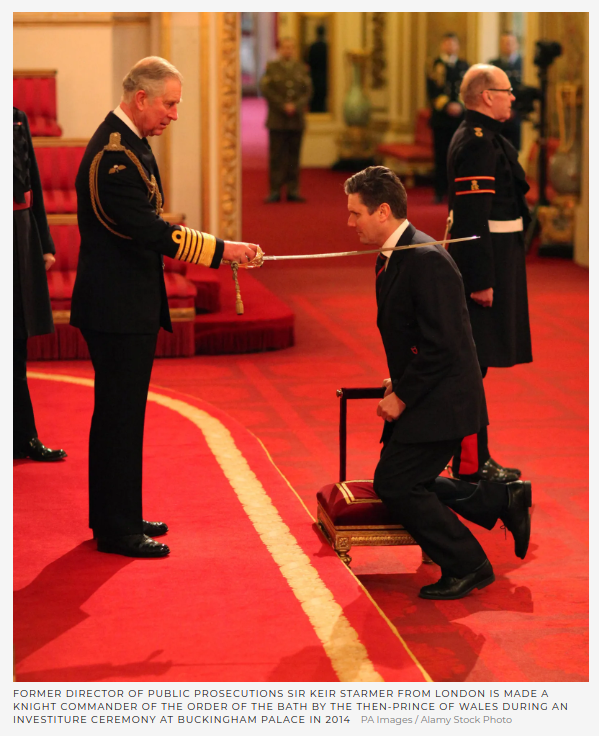 FORMER DIRECTOR OF PUBLIC PROSECUTIONS SIR KEIR STARMER FROM LONDON IS MADE A
KNIGHT COMMANDER OF THE ORDER OF THE BATH BY THE THEN-PRINCE OF WALES DURING AN
INVESTITURE CEREMONY AT BUCKINGHAM PALACE IN 2014 PA Images / Alamy Stock Photo